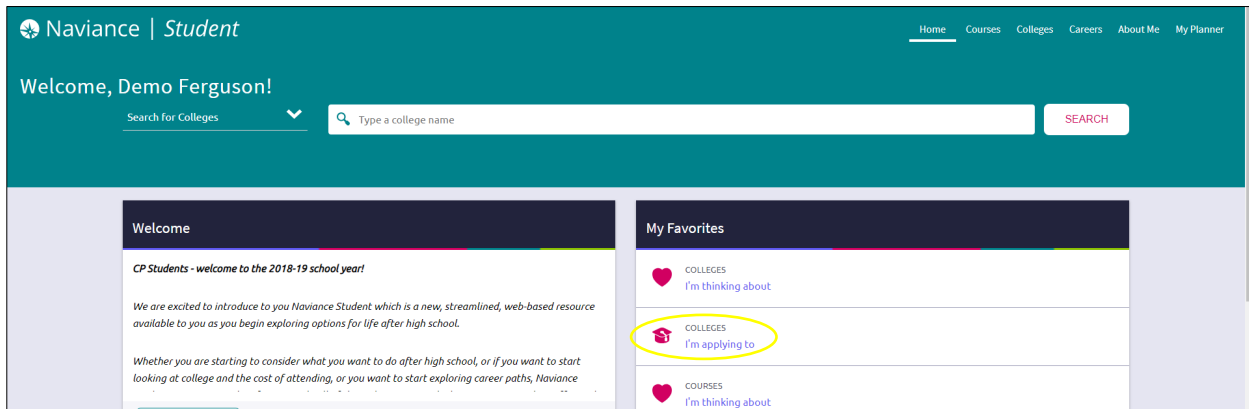 Naviance | Student
Home Courses Colleges Careers About Me My Planner
Welcome, Demo Ferguson!
Search for Colleges
Type a college name
SEARCH
Welcome
CP Students - welcome to the 2018-19 school year!
We are excited to introduce to you Naviance Student which is a new, streamlined, web-based resource
available to you as you begin exploring options for life after high school.
Whether you are starting to consider what you want to do after high school, or if you want to start
looking at college and the cost of attending, or you want to start exploring career paths, Naviance
My Favorites
COLLEGES
I'm thinking about
COLLEGES
I'm applying to
COURSES
I'm thinking about